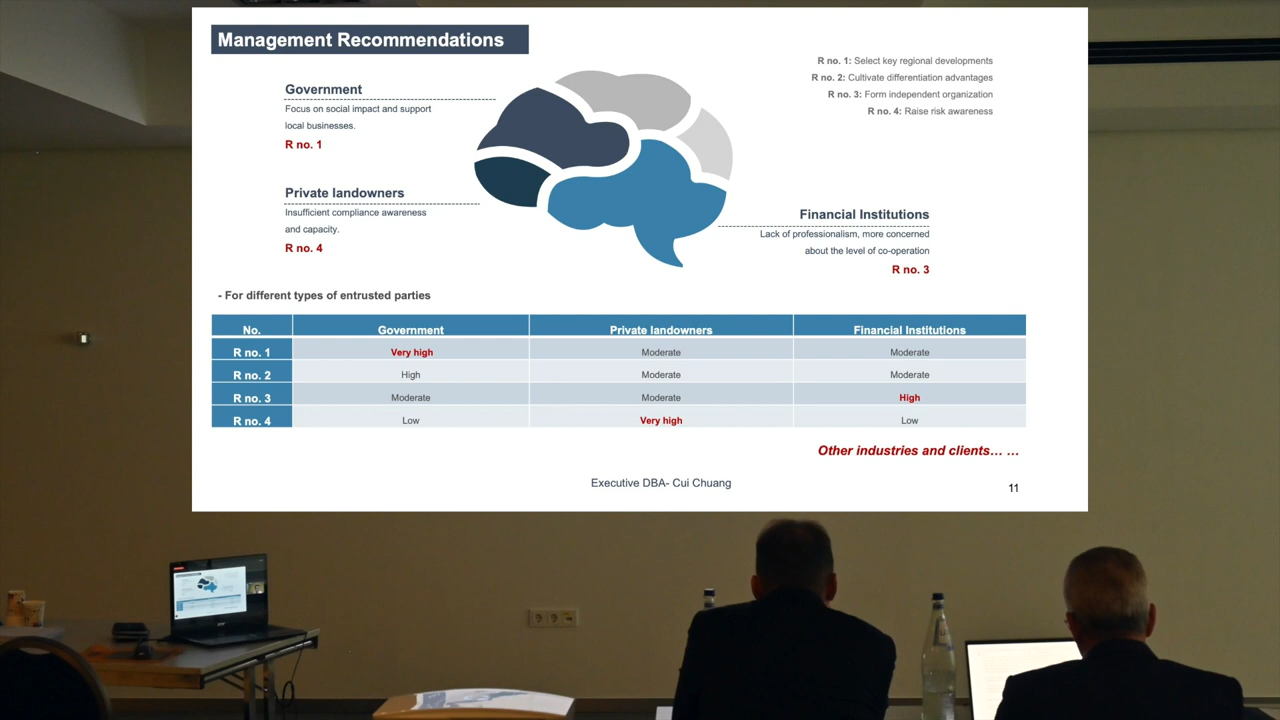 Management Recommendations
R no. 1: Select key regional developments
R no. 2: Cultivate differentiation advantages
R no. 3: Form independent organization
R no. 4: Raise risk awareness
Government
Focus on social impact and support
local businesses.
R no. 1
Private landowners
Insufficient compliance awareness
and capacity.
R no. 4
Financial Institutions
Lack of professionalism, more concerned
about the level of co-operation
R no. 3
- For different types of entrusted parties
No. Government Private landowners Financial Institutions
R no. 1 Very high Moderate Moderate
R no. 2 High Moderate Moderate
R no. 3 Moderate Moderate High
R no. 4 Low Very high Low
Other industries and clients… …
Executive DBA- Cui Chuang
11